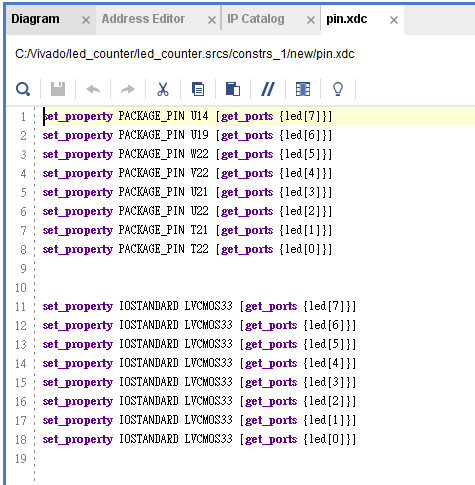 Diagram × Address Editor × IP Catalog × pin.xdc ×
C:/Vivado/led_counter/led_counter.srcs/constrs_1/new/pin.xdc
1 set_property PACKAGE_PIN U14 [get_ports {led[7]}]
2 set_property PACKAGE_PIN U19 [get_ports {led[6]}]
3 set_property PACKAGE_PIN W22 [get_ports {led[5]}]
4 set_property PACKAGE_PIN V22 [get_ports {led[4]}]
5 set_property PACKAGE_PIN U21 [get_ports {led[3]}]
6 set_property PACKAGE_PIN U22 [get_ports {led[2]}]
7 set_property PACKAGE_PIN T21 [get_ports {led[1]}]
8 set_property PACKAGE_PIN T22 [get_ports {led[0]}]
9
10
11 set_property IOSTANDARD LVCMOS33 [get_ports {led[7]}]
12 set_property IOSTANDARD LVCMOS33 [get_ports {led[6]}]
13 set_property IOSTANDARD LVCMOS33 [get_ports {led[5]}]
14 set_property IOSTANDARD LVCMOS33 [get_ports {led[4]}]
15 set_property IOSTANDARD LVCMOS33 [get_ports {led[3]}]
16 set_property IOSTANDARD LVCMOS33 [get_ports {led[2]}]
17 set_property IOSTANDARD LVCMOS33 [get_ports {led[1]}]
18 set_property IOSTANDARD LVCMOS33 [get_ports {led[0]}]
19